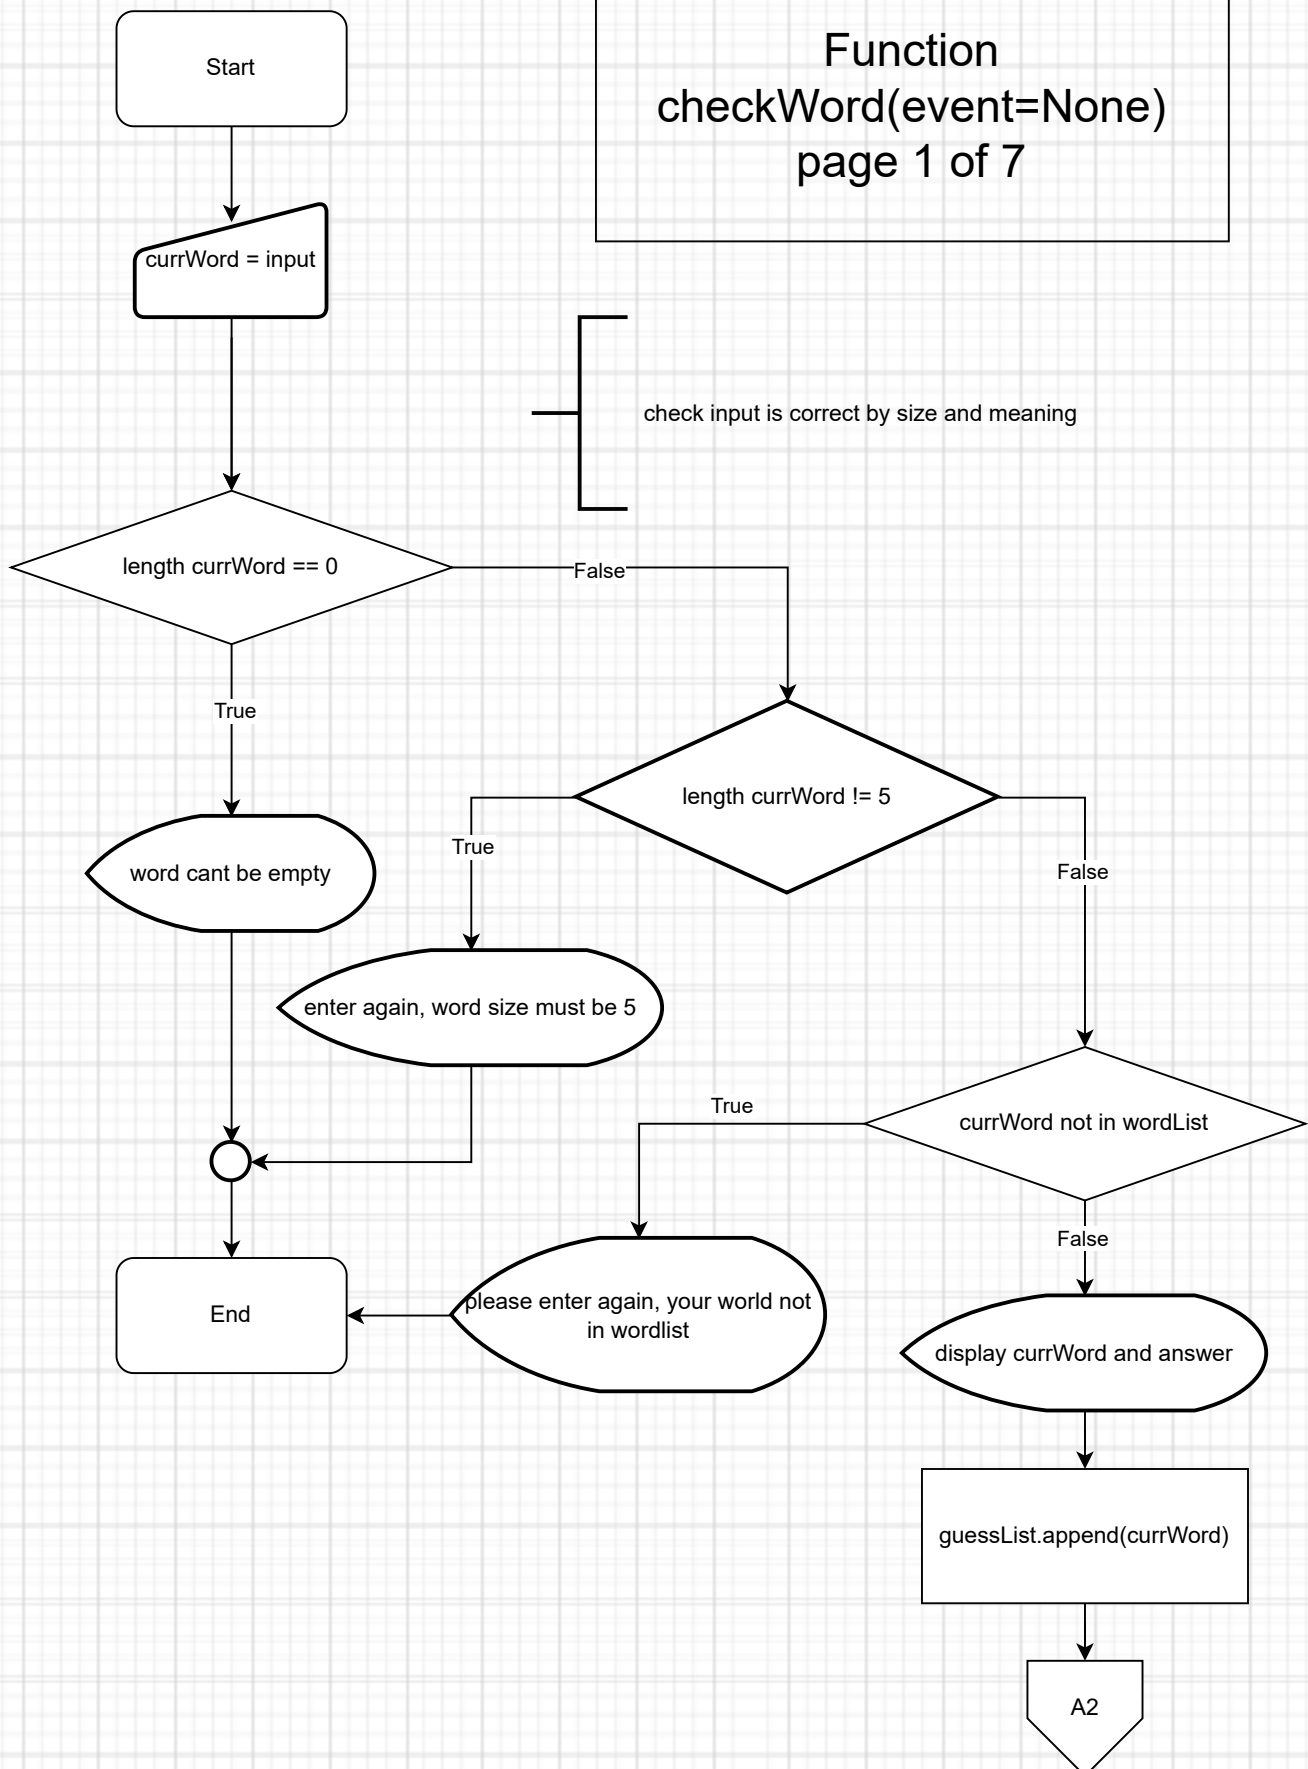 Start
Function
checkWord(event=None)
page 1 of 7
currWord = input
check input is correct by size and meaning
length currWord == 0
False
True
length currWord != 5
True
False
word cant be empty
enter again, word size must be 5
currWord not in wordList
True
False
End
please enter again, your world not
in wordlist
display currWord and answer
guessList.append(currWord)
A2